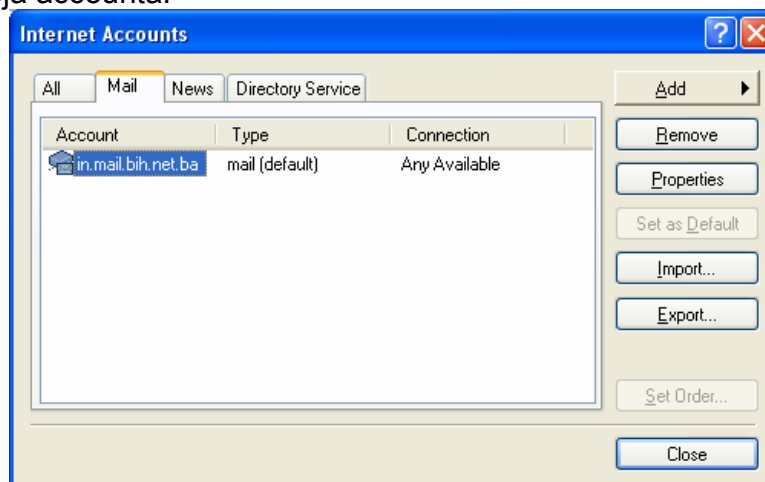 accounta.
Internet Accounts
All Mail News Directory Service
Add
Account Type Connection
Remove
in.mail.bih.net.ba mail (default) Any Available
Properties
Set as Default
Import...
Export...
Set Order...
Close